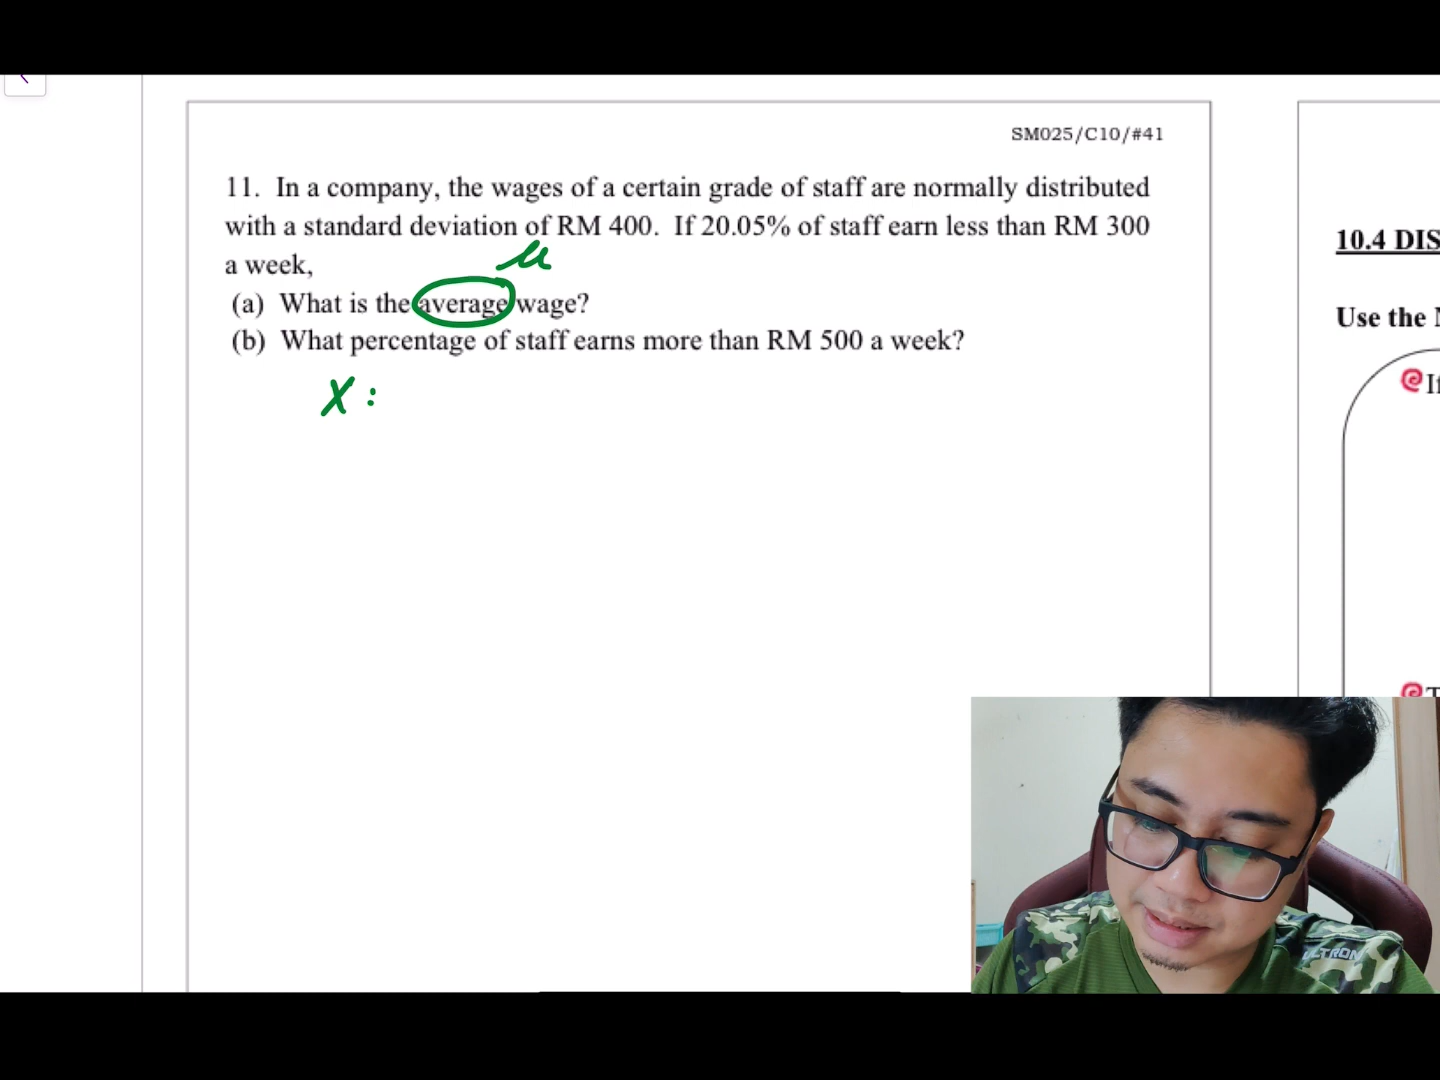 SM025/C10/#41
11. In a company, the wages of a certain grade of staff are normally distributed
with a standard deviation of RM 400. If 20.05% of staff earn less than RM 300
a week,
μ
(a) What is the average wage?
(b) What percentage of staff earns more than RM 500 a week?
X :
10.4 DIS
Use the
If